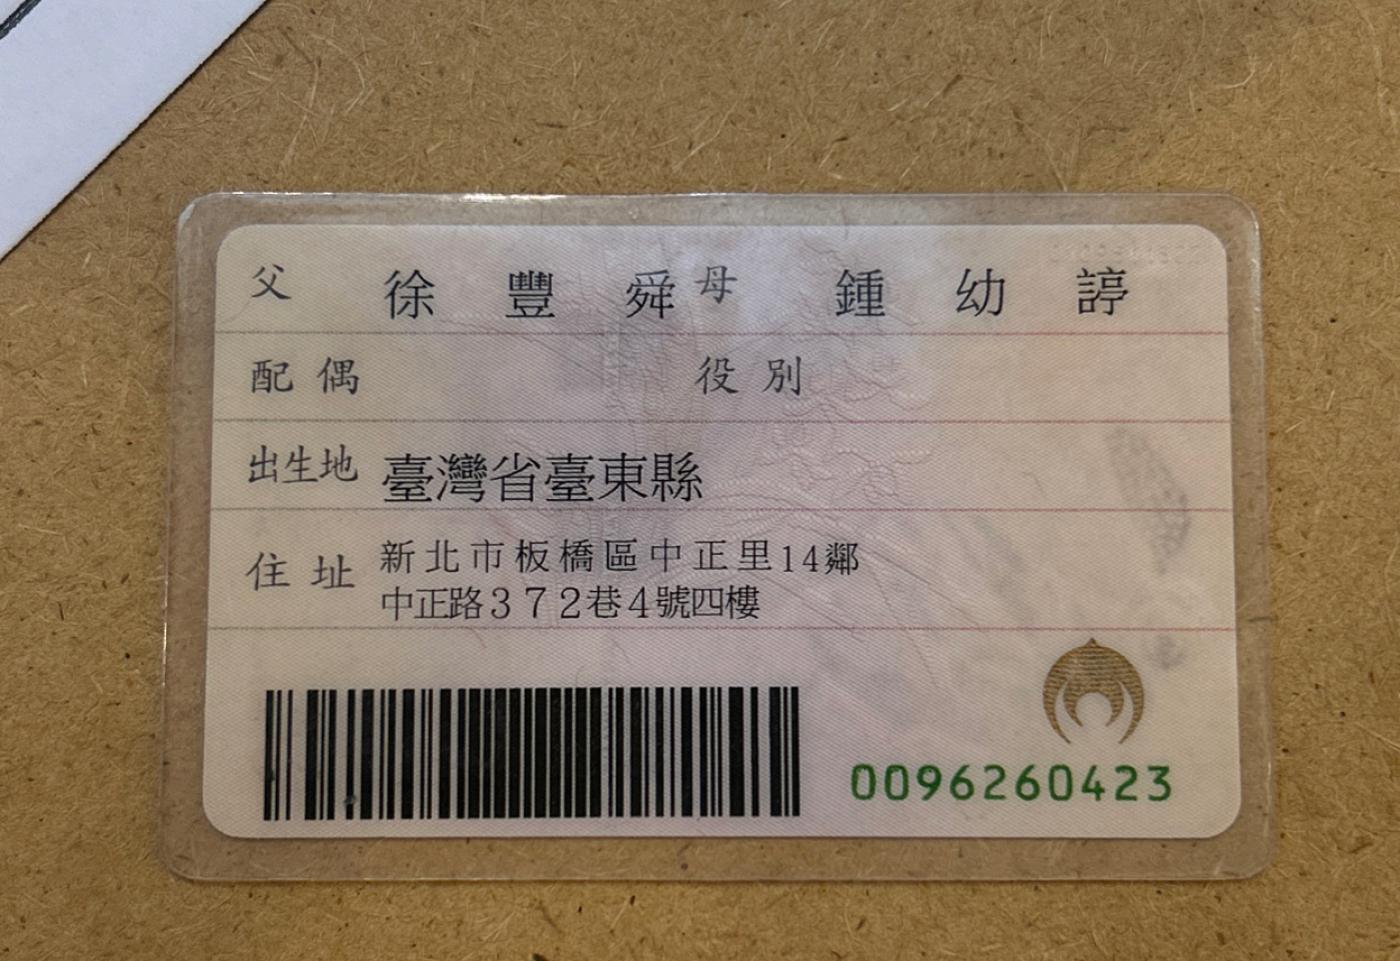 父 徐豐舜 母 鍾幼諄
配偶 役別
出生地 臺灣省臺東縣
住址 新北市板橋區中正里14鄰
中正路372巷4號四樓
0096260423